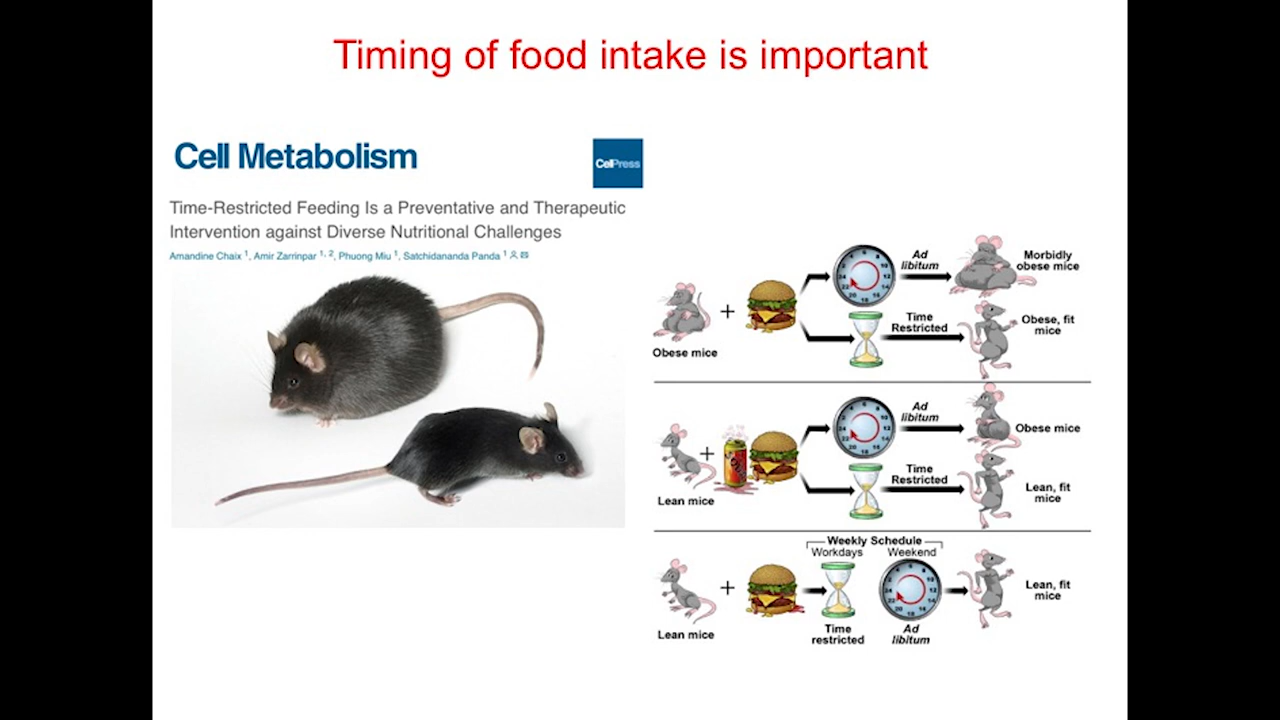 Timing of food intake is important
Cell Metabolism
CellPress
Time-Restricted Feeding Is a Preventative and Therapeutic
Intervention against Diverse Nutritional Challenges
Amandine Chaix 1, Amir Zarrinpar 1, 2, Phuong Miu 1, Satchidananda Panda 1
Obese mice
+
Ad
libitum
Morbidly
obese mice
Time
Restricted
Obese, fit
mice
Lean mice
+
Ad
libitum
Obese mice
Time
Restricted
Lean, fit
mice
Lean mice
+
Weekly Schedule
Workdays Weekend
Time
restricted
Ad
libitum
Lean, fit
mice